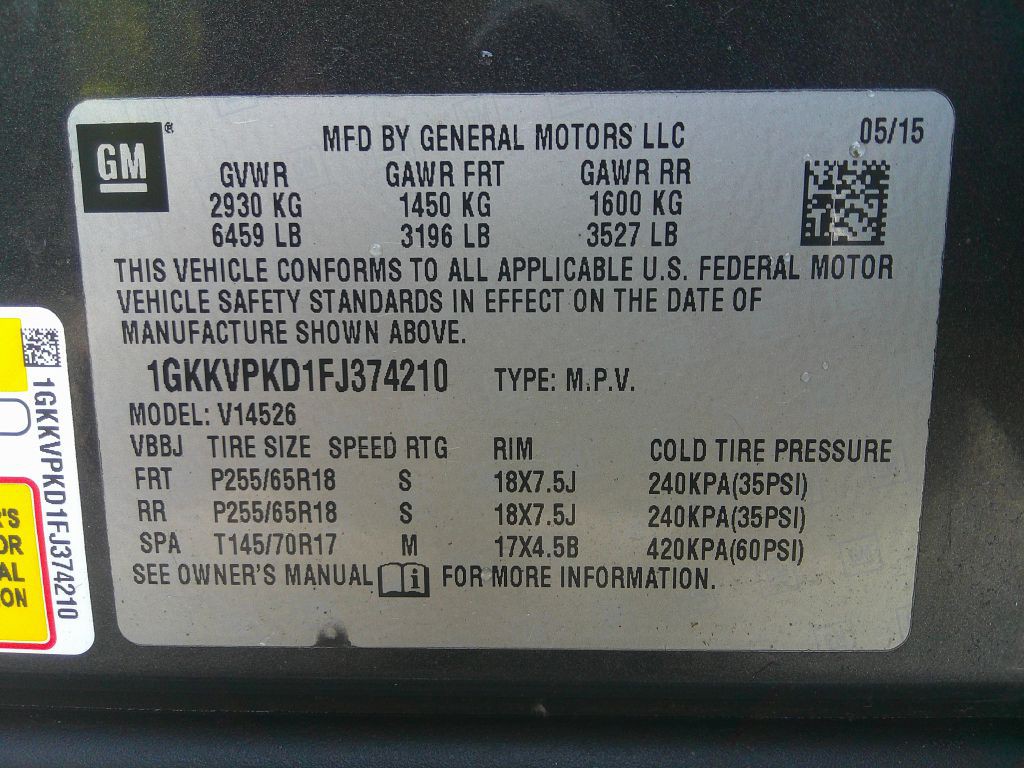 GM
MFD BY GENERAL MOTORS LLC 05/15
GVWR GAWR FRT GAWR RR
2930 KG 1450 KG 1600 KG
6459 LB 3196 LB 3527 LB
THIS VEHICLE CONFORMS TO ALL APPLICABLE U.S. FEDERAL MOTOR
VEHICLE SAFETY STANDARDS IN EFFECT ON THE DATE OF
MANUFACTURE SHOWN ABOVE.
1GKKVPKD1FJ374210 TYPE: M.P.V.
MODEL: V14526
VBBJ TIRE SIZE SPEED RTG RIM COLD TIRE PRESSURE
FRT P255/65R18 S 18X7.5J 240KPA(35PSI)
RR P255/65R18 S 18X7.5J 240KPA(35PSI)
SPA T145/70R17 M 17X4.5B 420KPA(60PSI)
SEE OWNER'S MANUAL i FOR MORE INFORMATION.
1GKKVPKD1FJ374210
R'S
OR
AL
ON